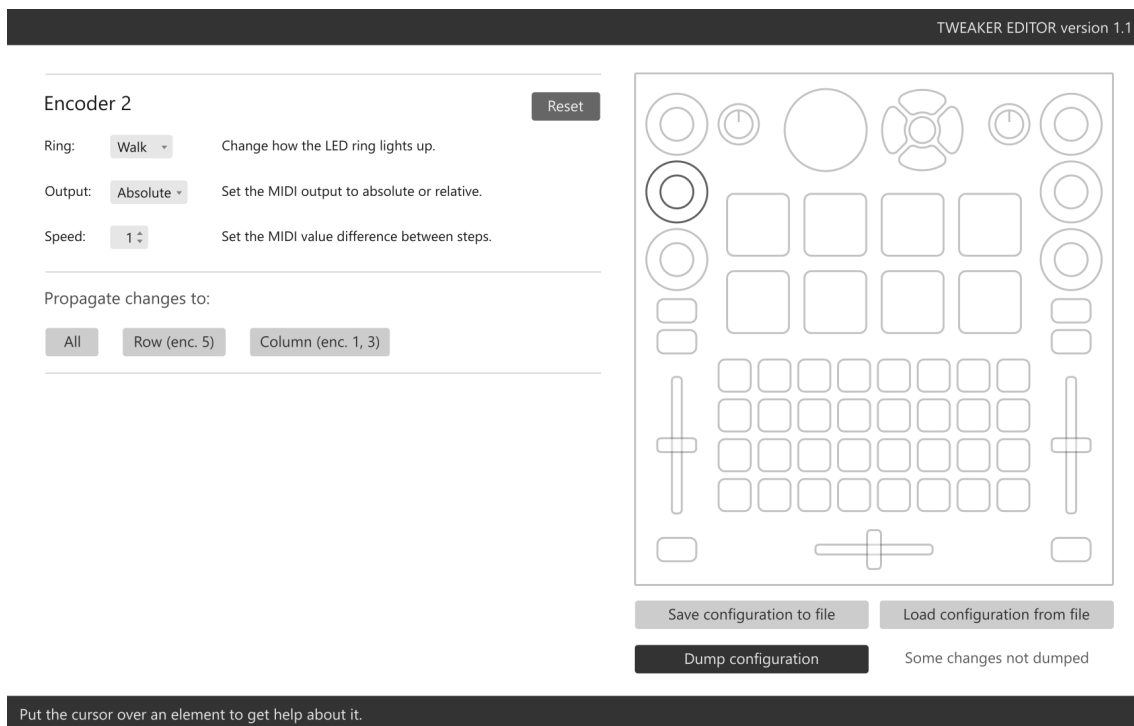 TWEAKER EDITOR version 1.1
Encoder 2
Reset
Ring: Walk Change how the LED ring lights up.
Output: Absolute Set the MIDI output to absolute or relative.
Speed: 1 Set the MIDI value difference between steps.
Propagate changes to:
All Row (enc. 5) Column (enc. 1, 3)
Save configuration to file Load configuration from file
Dump configuration Some changes not dumped
Put the cursor over an element to get help about it.